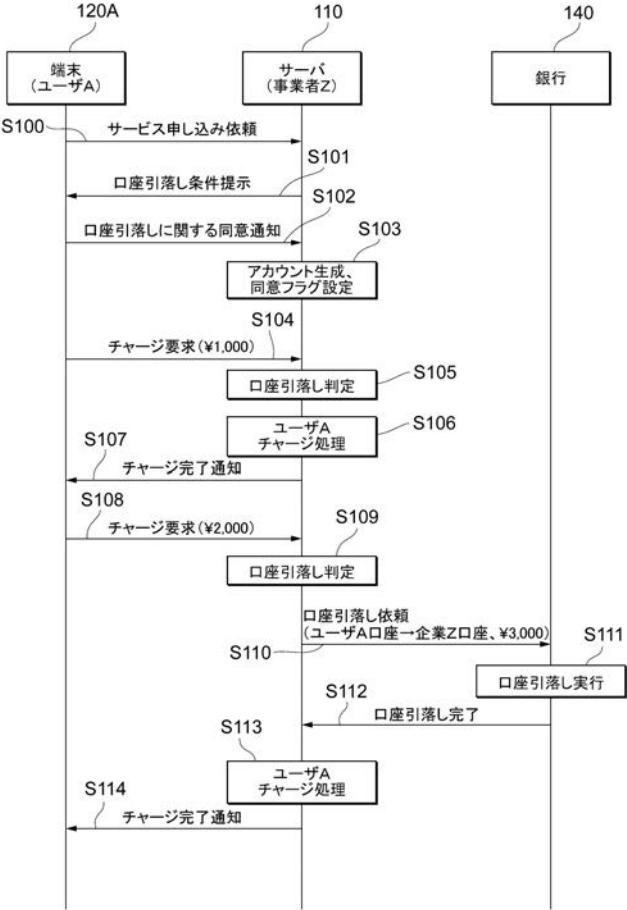 120A
110
140
端末
(ユーザA)
サーバ
(事業者Z)
銀行
S100
サービス申し込み依頼
S101
口座引落し条件提示
S102
口座引落しに関する同意通知
S103
アカウント生成、
同意フラグ設定
S104
チャージ要求(¥1,000)
口座引落し判定
S105
ユーザA
チャージ処理
S106
S107
チャージ完了通知
S108
チャージ要求(¥2,000)
S109
口座引落し判定
口座引落し依頼
(ユーザA口座→企業Z口座、¥3,000)
S110
S111
口座引落し実行
S112
口座引落し完了
S113
ユーザA
チャージ処理
S114
チャージ完了通知